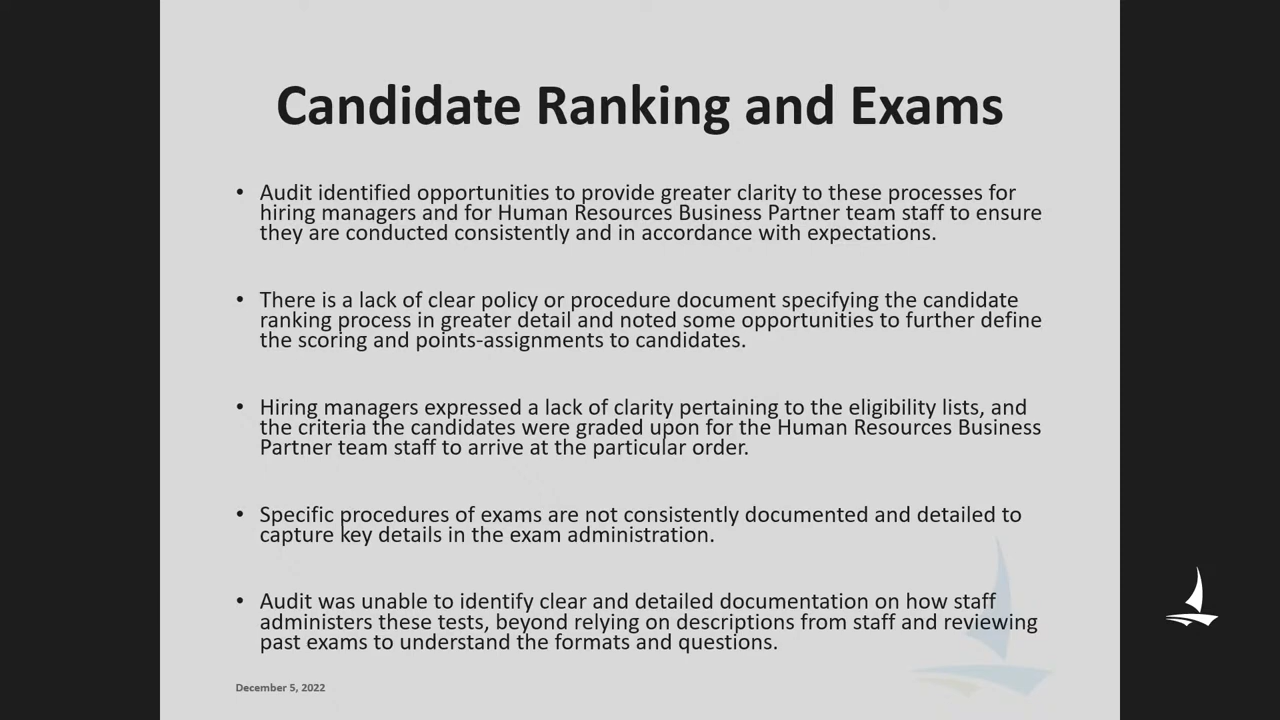 Candidate Ranking and Exams
• Audit identified opportunities to provide greater clarity to these processes for
hiring managers and for Human Resources Business Partner team staff to ensure
they are conducted consistently and in accordance with expectations.
• There is a lack of clear policy or procedure document specifying the candidate
ranking process in greater detail and noted some opportunities to further define
the scoring and points-assignments to candidates.
• Hiring managers expressed a lack of clarity pertaining to the eligibility lists, and
the criteria the candidates were graded upon for the Human Resources Business
Partner team staff to arrive at the particular order.
• Specific procedures of exams are not consistently documented and detailed to
capture key details in the exam administration.
• Audit was unable to identify clear and detailed documentation on how staff
administers these tests, beyond relying on descriptions from staff and reviewing
past exams to understand the formats and questions.
December 5, 2022